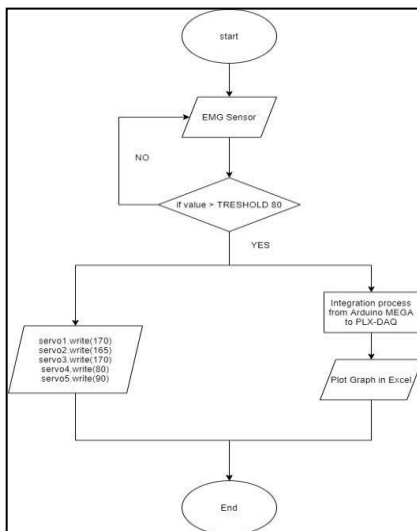 start
EMG Sensor
NO
if value > TRESHOLD 80
YES
servo1.write(170)
servo2.write(165)
servo3.write(170)
servo4.write(80)
servo5.write(90)
Integration process
from Arduino MEGA
to PLX-DAQ
Plot Graph in Excel
End